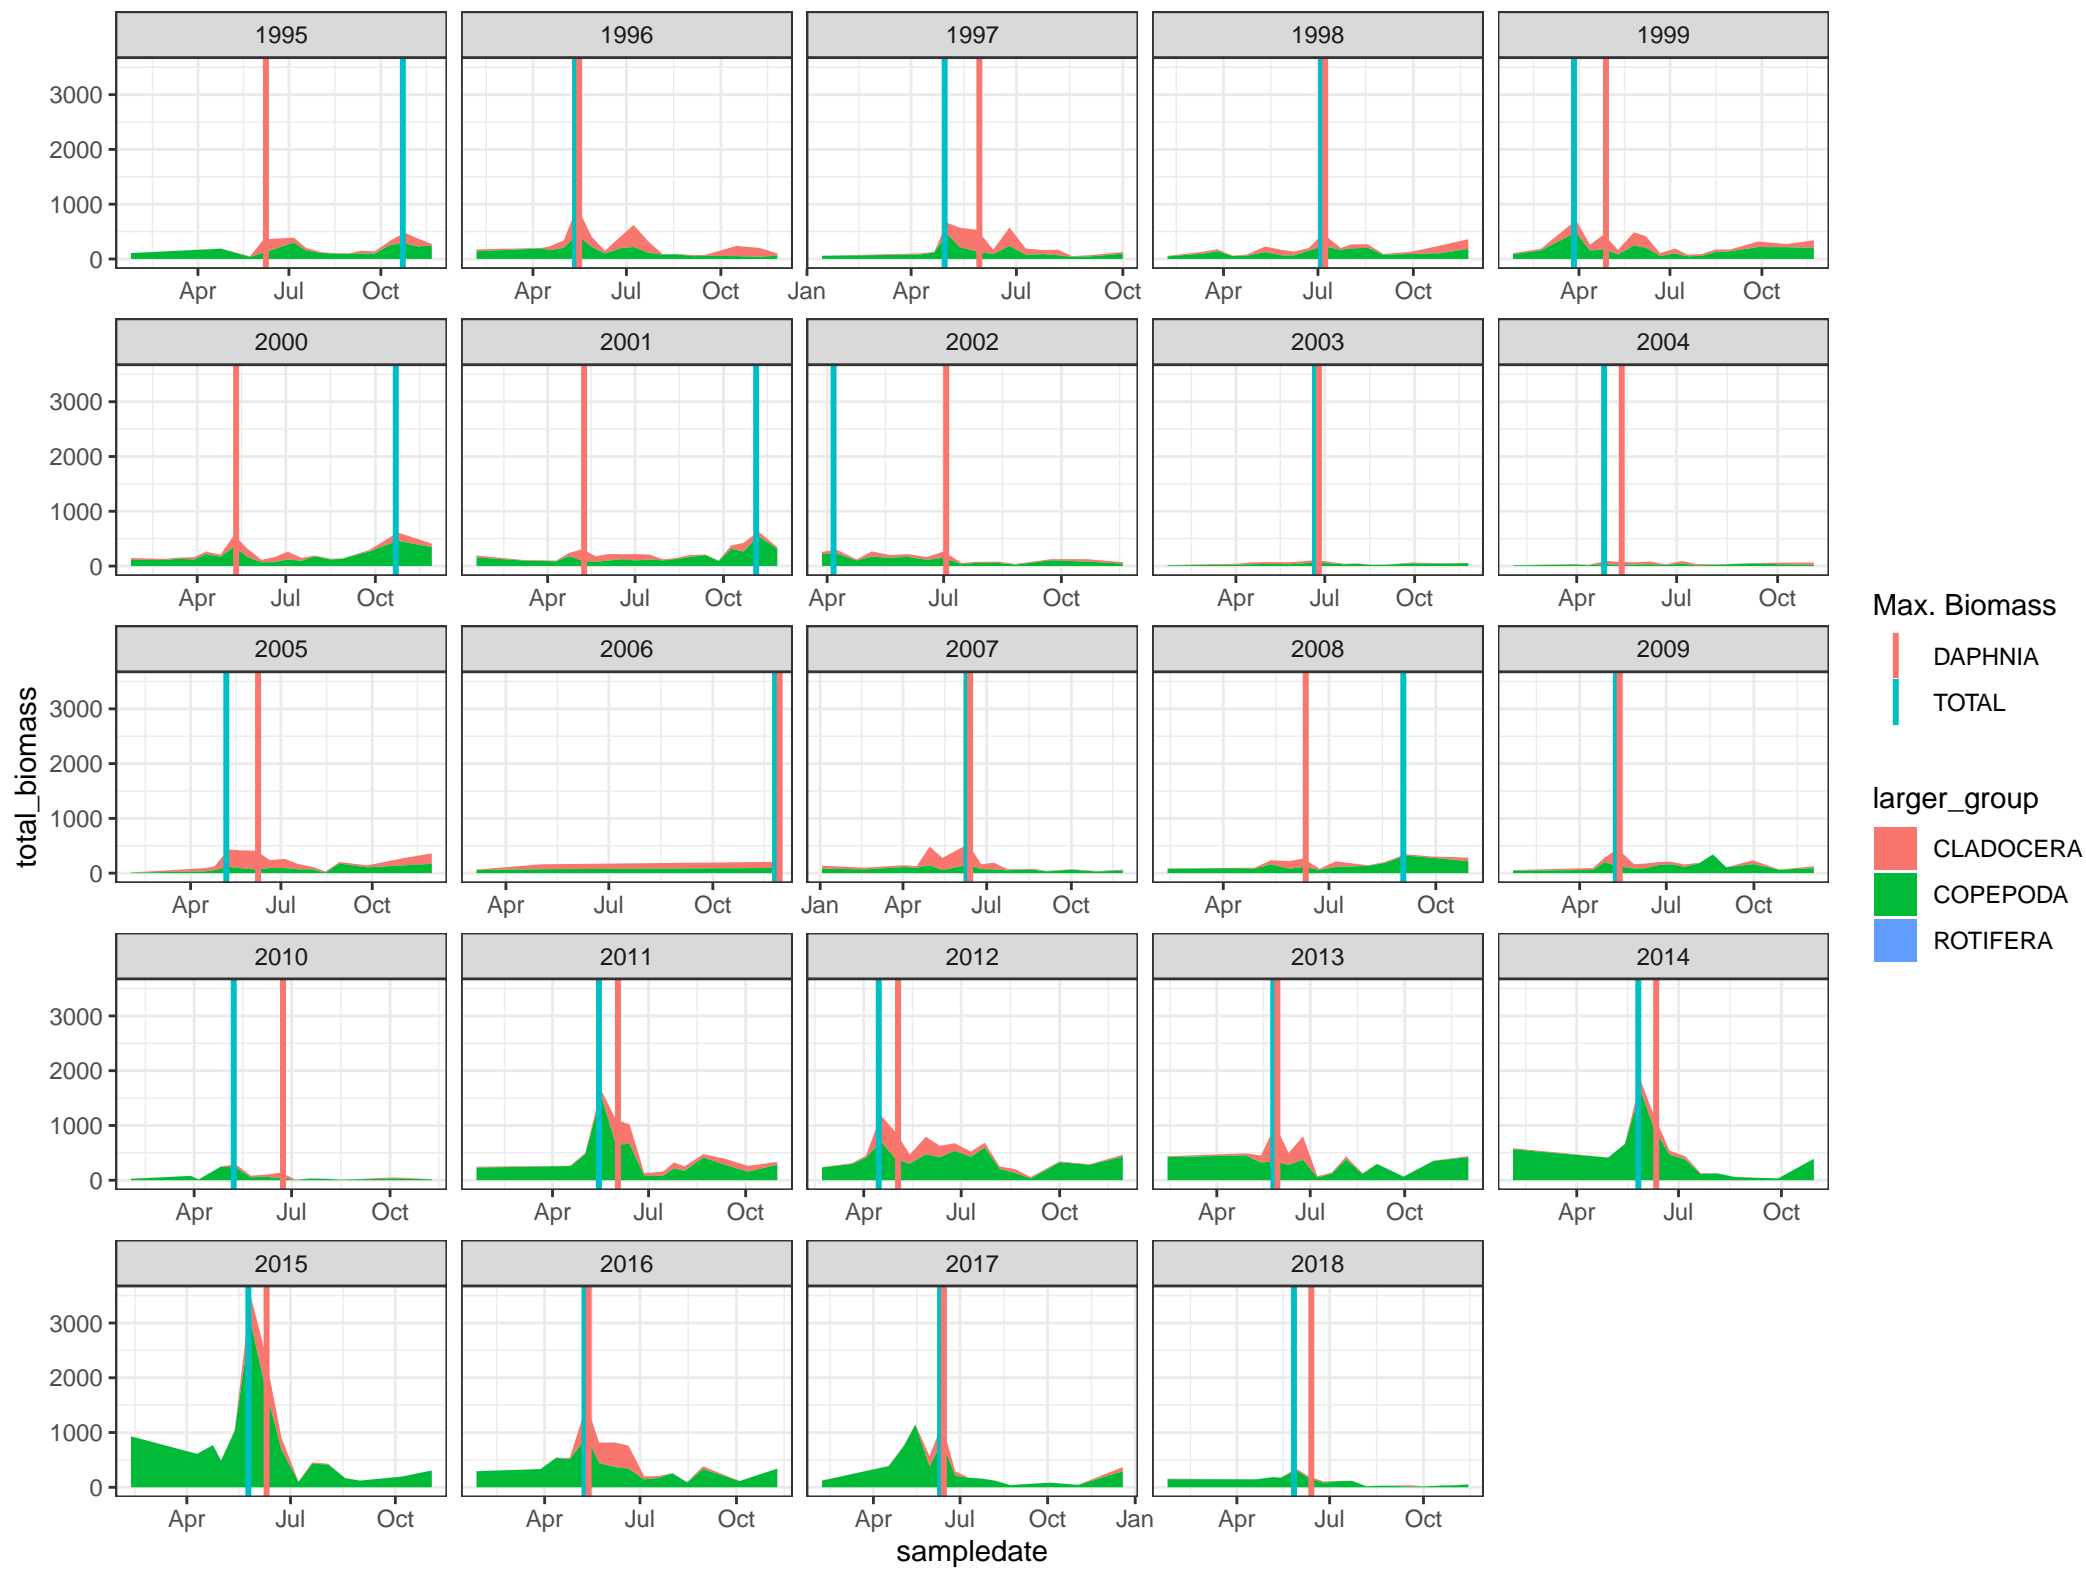 1995 1996 1997 1998 1999
3000
2000
1000
0
Apr Jul Oct Apr Jul Oct Jan Apr Jul Oct Apr Jul Oct Apr Jul Oct
2000 2001 2002 2003 2004
3000
2000
1000
0
Apr Jul Oct Apr Jul Oct Apr Jul Oct Apr Jul Oct Apr Jul Oct
2005 2006 2007 2008 2009
3000
2000
1000
0
Apr Jul Oct Apr Jul Oct Jan Apr Jul Oct Apr Jul Oct Apr Jul Oct
2010 2011 2012 2013 2014
3000
2000
1000
0
Apr Jul Oct Apr Jul Oct Apr Jul Oct Apr Jul Oct Apr Jul Oct
2015 2016 2017 2018
3000
2000
1000
0
Apr Jul Oct Apr Jul Oct Apr Jul Oct Jan Apr Jul Oct
sampledate
total_biomass
Max. Biomass
DAPHNIA
TOTAL
larger_group
CLADOCERA
COPEPODA
ROTIFERA